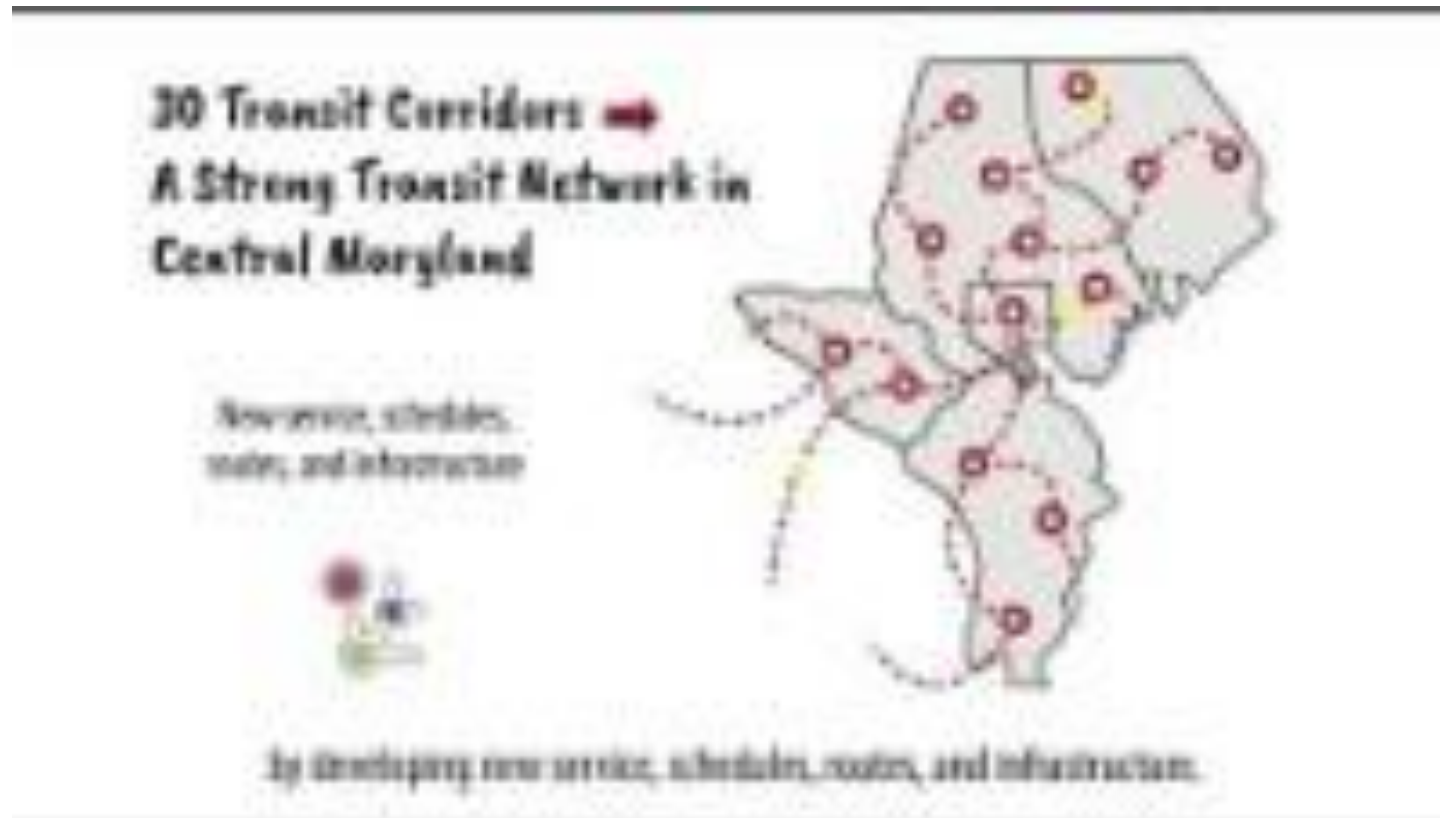 30 Transit Corridors ➡
A Strong Transit Network in
Central Maryland
New service, schedules,
routes, and infrastructure
by developing new service, schedules, routes, and infrastructure.